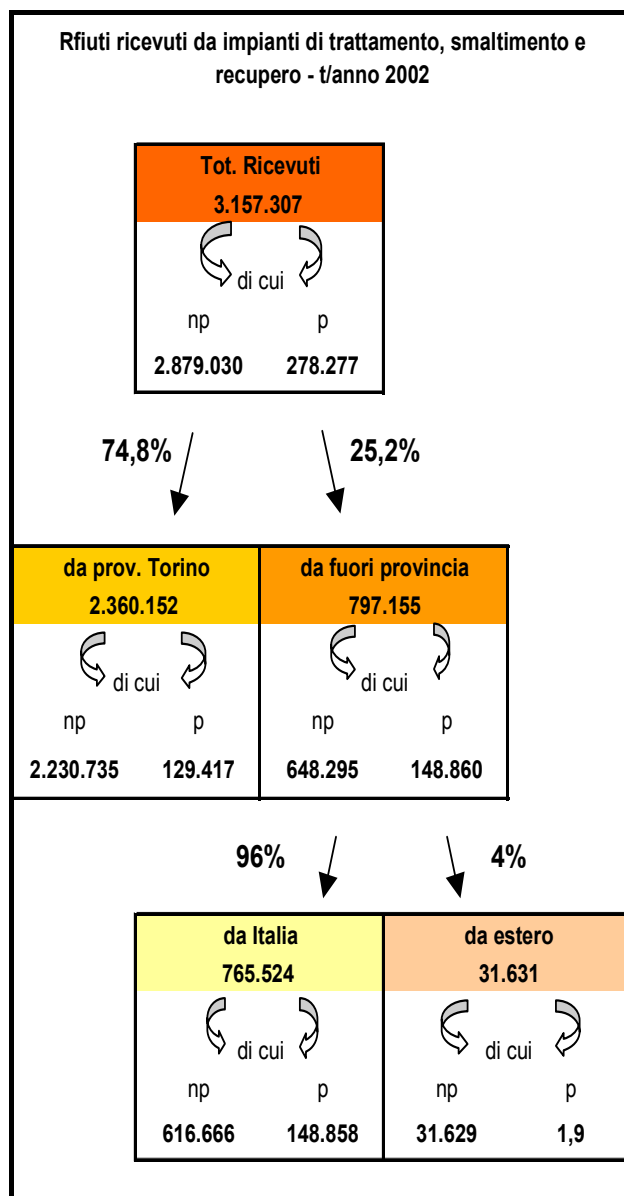 Rfiuti ricevuti da impianti di trattamento, smaltimento e
recupero - t/anno 2002
Tot. Ricevuti
3.157.307
di cui
np p
2.879.030 278.277
74,8% 25,2%
da prov. Torino da fuori provincia
2.360.152 797.155
di cui di cui
np p np p
2.230.735 129.417 648.295 148.860
96% 4%
da Italia da estero
765.524 31.631
di cui di cui
np p np p
616.666 148.858 31.629 1,9